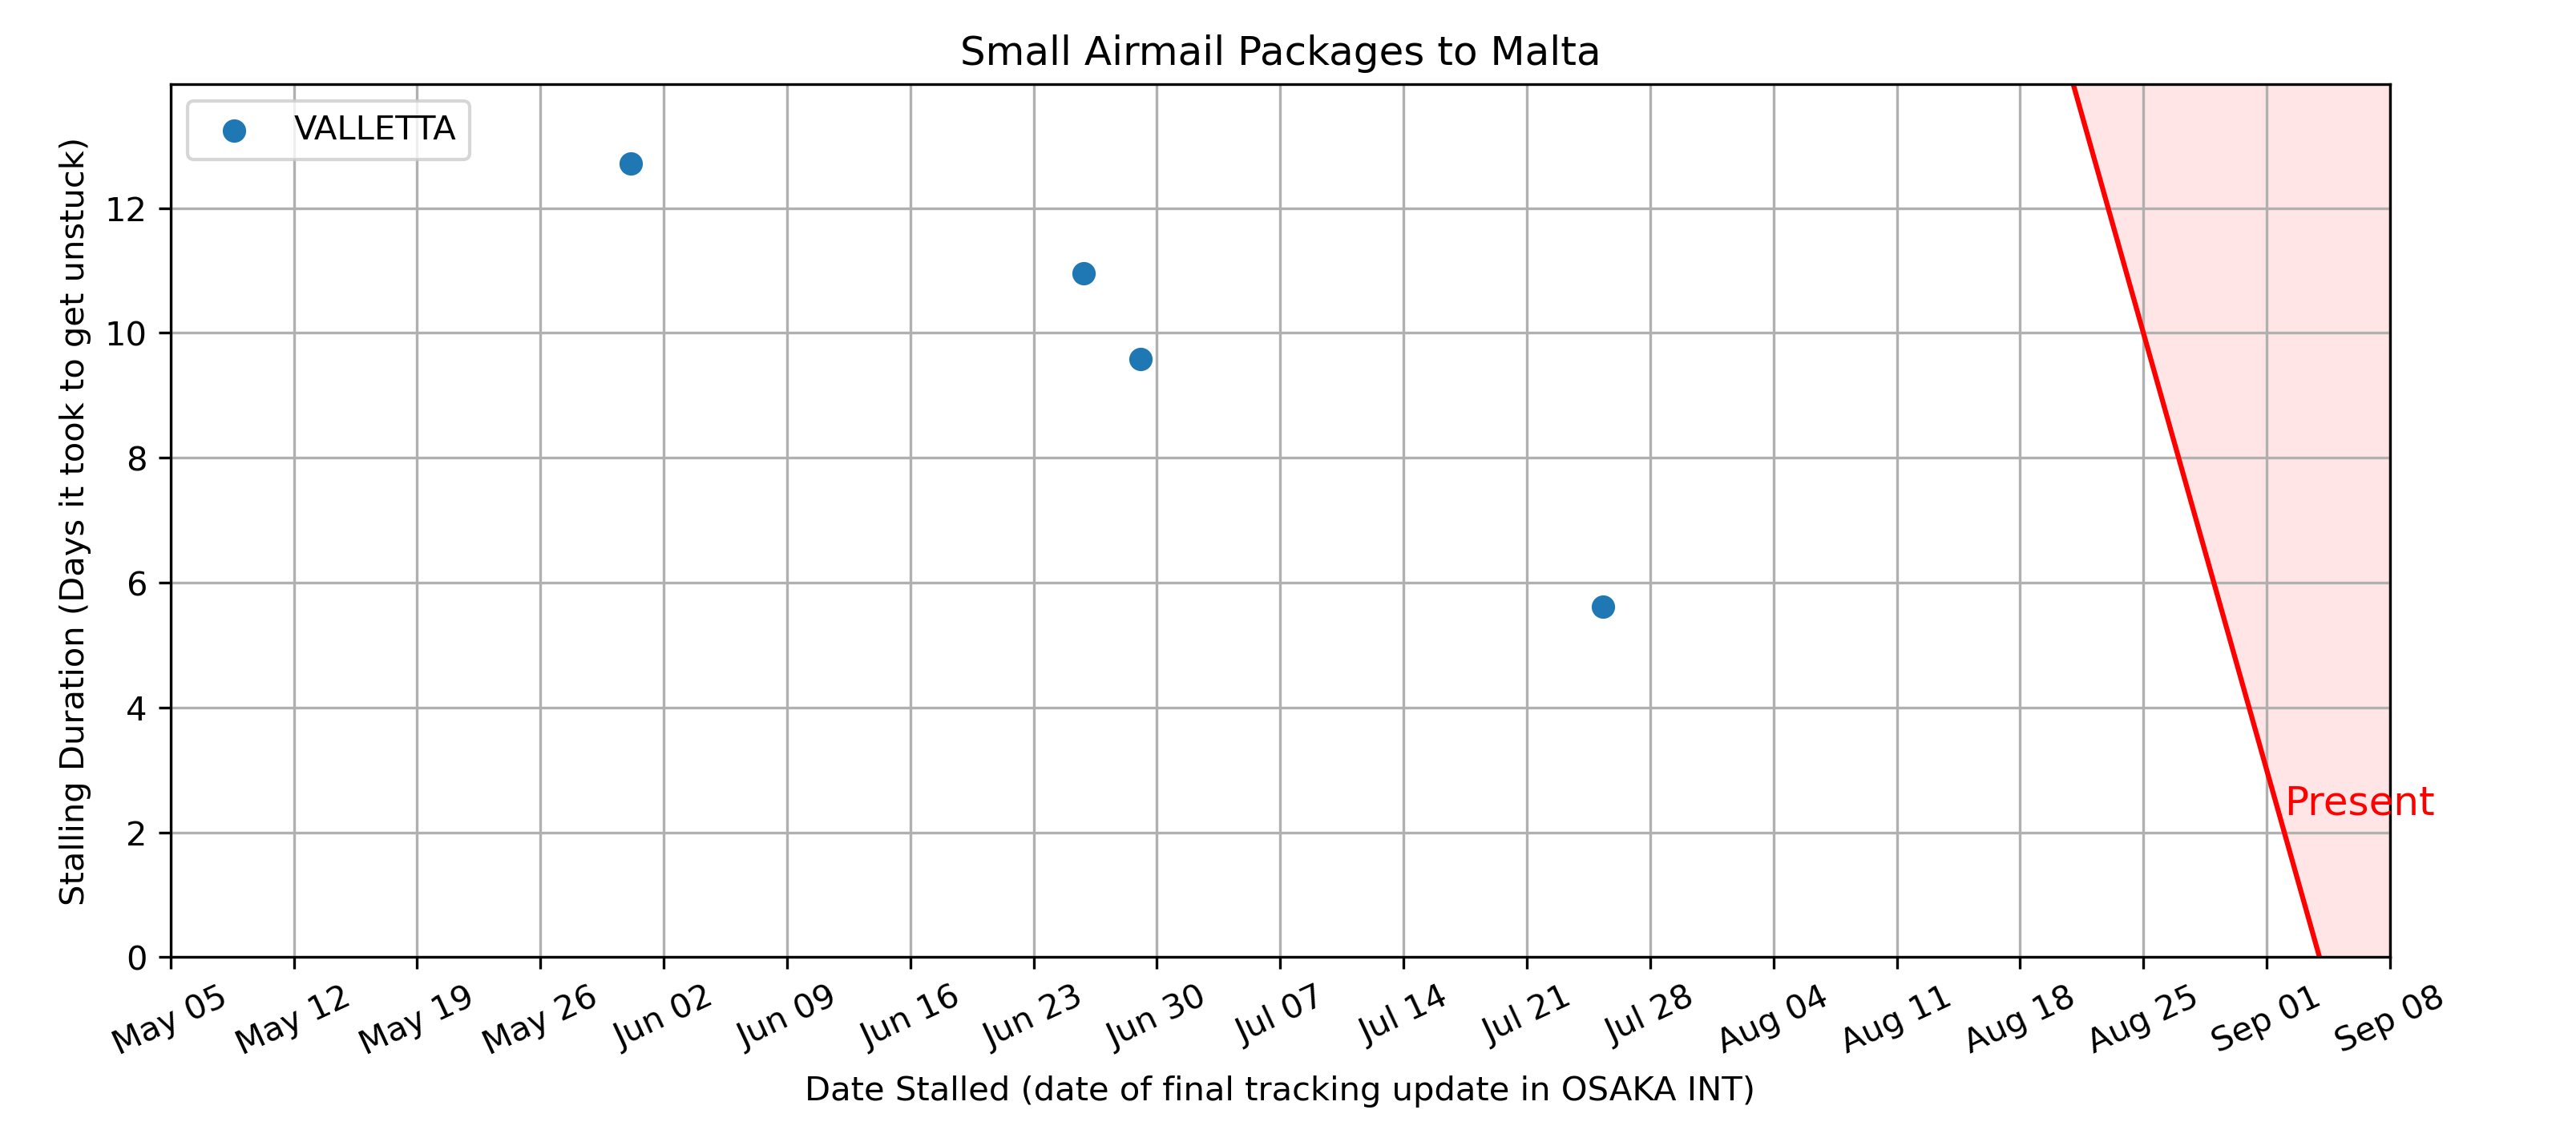 Small Airmail Packages to Malta
VALLETTA
Stalling Duration (Days it took to get unstuck)
12
10
8
6
4
2
0
Present
May 05 May 12 May 19 May 26 Jun 02 Jun 09 Jun 16 Jun 23 Jun 30 Jul 07 Jul 14 Jul 21 Jul 28 Aug 04 Aug 11 Aug 18 Aug 25 Sep 01 Sep 08
Date Stalled (date of final tracking update in OSAKA INT)